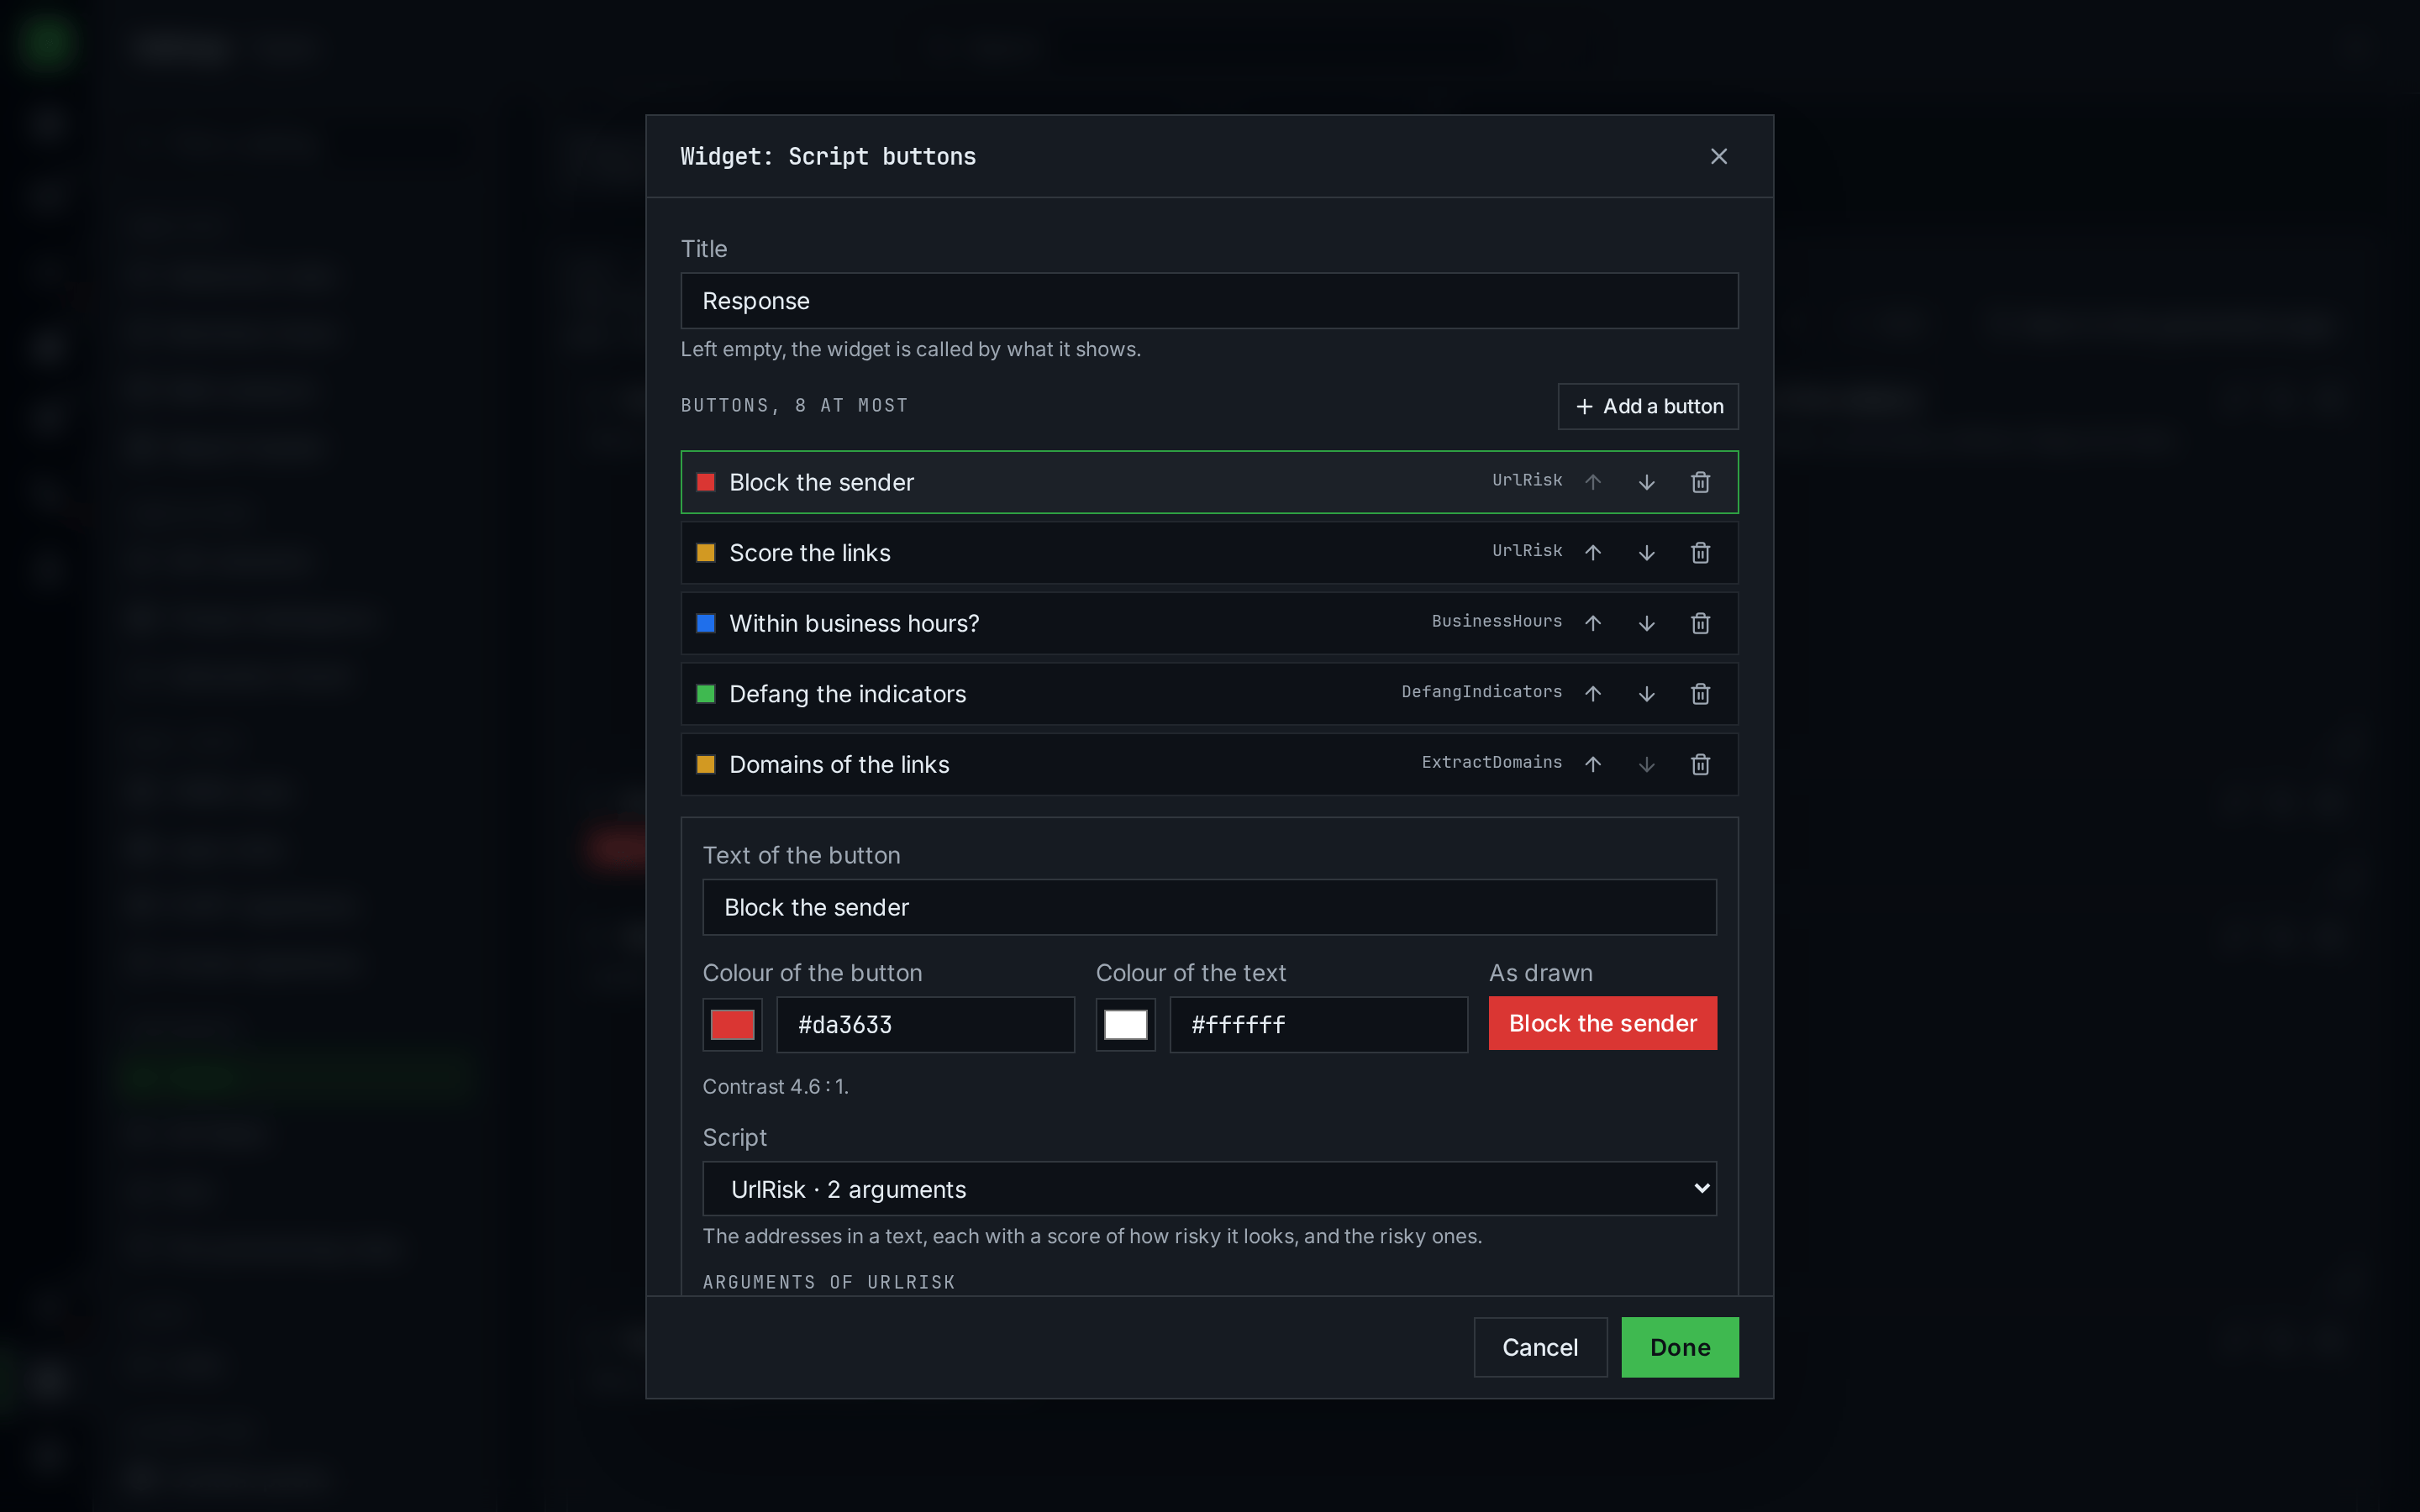 Widget: Script buttons
Title
Response
Left empty, the widget is called by what it shows.
BUTTONS, 8 AT MOST
Add a button
Block the sender UrlRisk
Score the links UrlRisk
Within business hours? BusinessHours
Defang the indicators DefangIndicators
Domains of the links ExtractDomains
Text of the button
Block the sender
Colour of the button Colour of the text As drawn
#da3633 #ffffff Block the sender
Contrast 4.6 : 1.
Script
UrlRisk · 2 arguments
The addresses in a text, each with a score of how risky it looks, and the risky ones.
ARGUMENTS OF URLRISK
Cancel Done